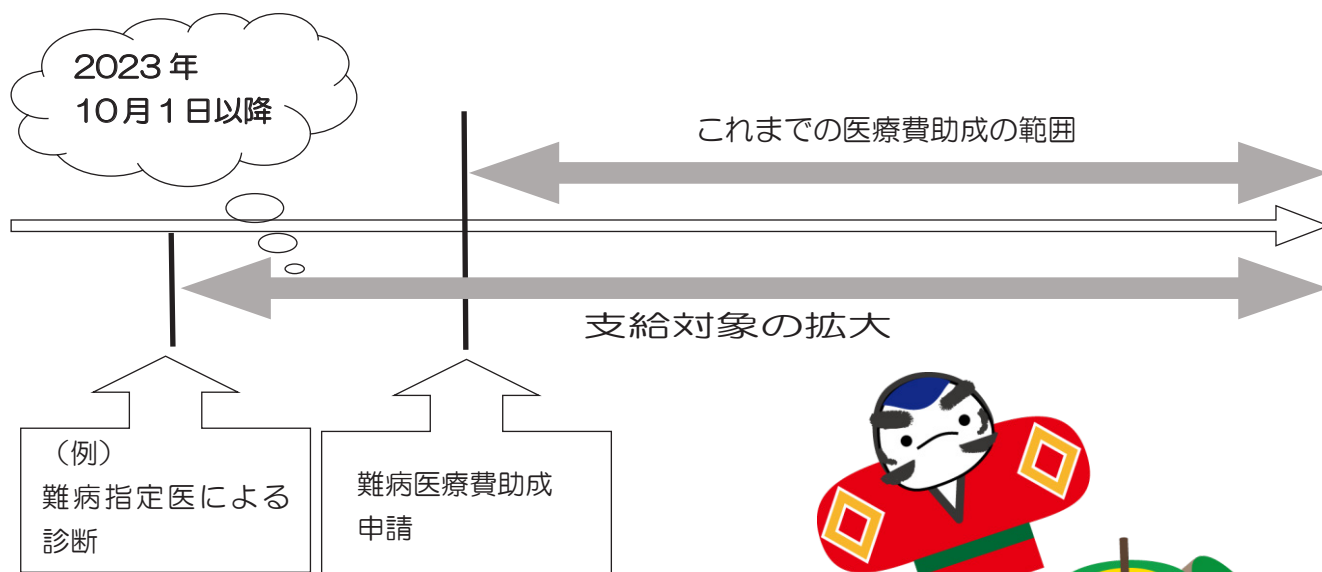 2023年
10月1日以降
これまでの医療費助成の範囲
支給対象の拡大
（例）
難病指定医による
診断
難病医療費助成
申請